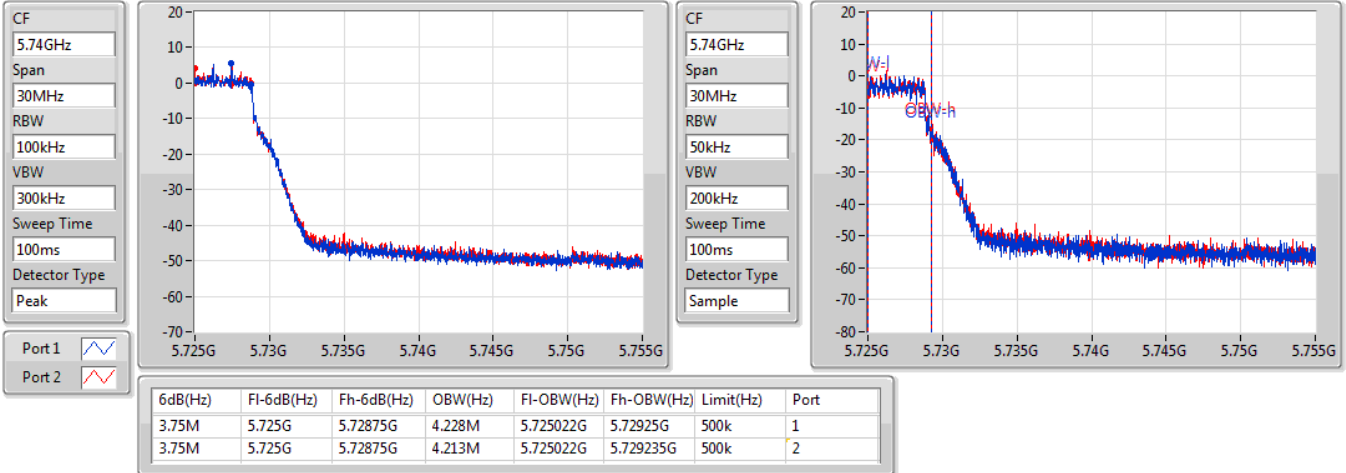 CF
5.74GHz
Span
30MHz
RBW
100kHz
VBW
300kHz
Sweep Time
100ms
Detector Type
Peak
Port 1
Port 2
20
10
0
-10
-20
-30
-40
-50
-60
-70
5.725G 5.73G 5.735G 5.74G 5.745G 5.75G 5.755G
CF
5.74GHz
Span
30MHz
RBW
50kHz
VBW
200kHz
Sweep Time
100ms
Detector Type
Sample
20
10
0
-10
-20
-30
-40
-50
-60
-70
-80
W-l
OBW-h
5.725G 5.73G 5.735G 5.74G 5.745G 5.75G 5.755G
6dB(Hz) Fl-6dB(Hz) Fh-6dB(Hz) OBW(Hz) Fl-OBW(Hz) Fh-OBW(Hz) Limit(Hz) Port
3.75M 5.725G 5.72875G 4.228M 5.725022G 5.72925G 500k 1
3.75M 5.725G 5.72875G 4.213M 5.725022G 5.729235G 500k 2